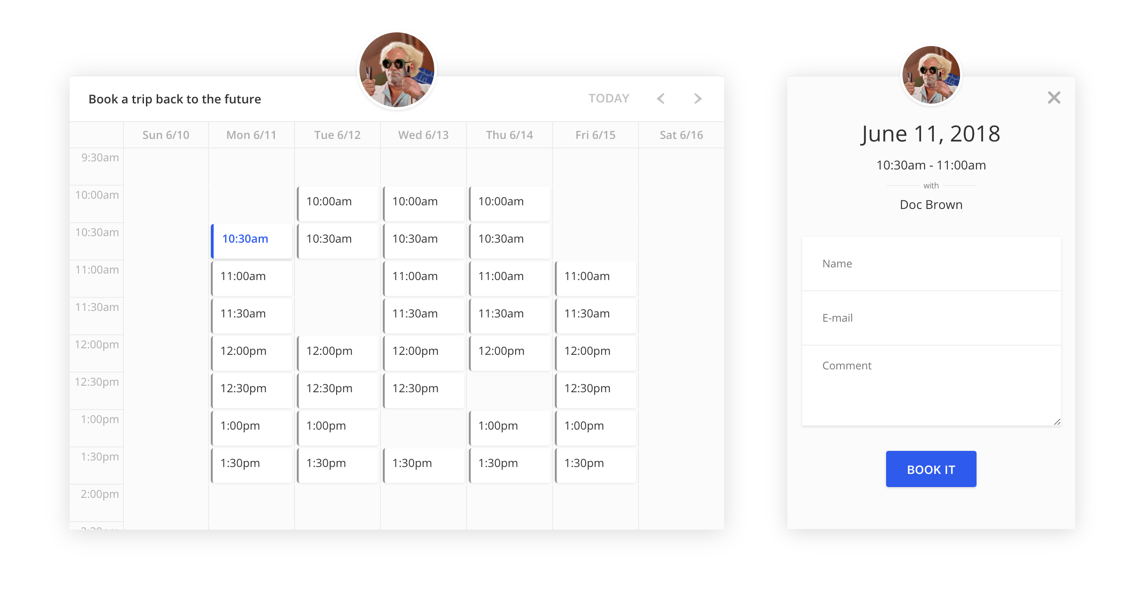 Book a trip back to the future TODAY
Sun 6/10 Mon 6/11 Tue 6/12 Wed 6/13 Thu 6/14 Fri 6/15 Sat 6/16
9:30am
10:00am 10:00am 10:00am 10:00am
10:30am 10:30am 10:30am 10:30am 10:30am
11:00am 11:00am 11:00am 11:00am 11:00am
11:30am 11:30am 11:30am 11:30am 11:30am
12:00pm 12:00pm 12:00pm 12:00pm 12:00pm 12:00pm
12:30pm 12:30pm 12:30pm 12:30pm 12:30pm
1:00pm 1:00pm 1:00pm 1:00pm 1:00pm
1:30pm 1:30pm 1:30pm 1:30pm 1:30pm 1:30pm
2:00pm
June 11, 2018
10:30am - 11:00am
with
Doc Brown
Name
E-mail
Comment
BOOK IT